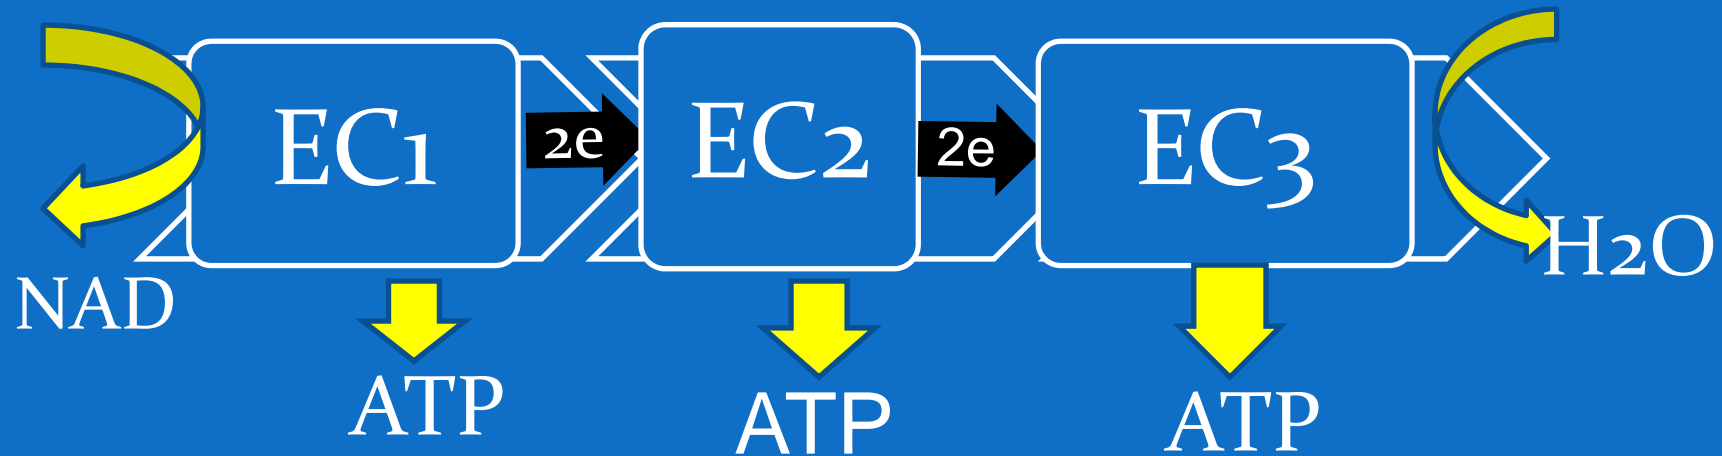 EC1
2e
EC2
2e
EC3
NAD
H2O
ATP
ATP
ATP